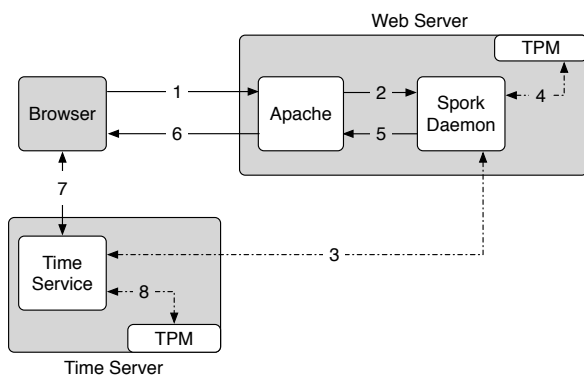 Web Server
TPM
1
2
4
Browser
Apache
Spork
Daemon
6
5
7
3
Time
Service
8
TPM
Time Server